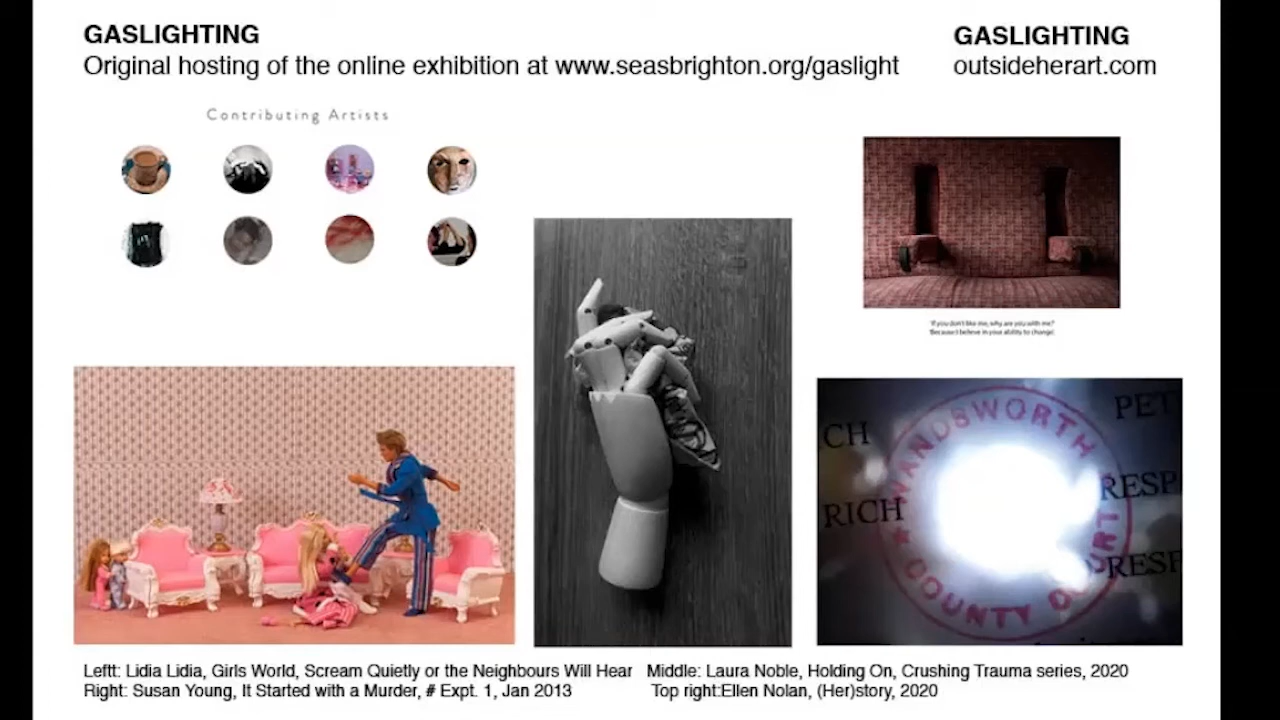 GASLIGHTING
Original hosting of the online exhibition at www.seasbrighton.org/gaslight
GASLIGHTING
outsideherart.com
Contributing Artists
'If you don't like me, why are you with me?'
'Because I believe in your ability to change.'
CH
PET
WANDSWORTH
RICH
RESP
RESP
COUNTY COURT
Leftt: Lidia Lidia, Girls World, Scream Quietly or the Neighbours Will Hear
Middle: Laura Noble, Holding On, Crushing Trauma series, 2020
Right: Susan Young, It Started with a Murder, # Expt. 1, Jan 2013
Top right:Ellen Nolan, (Her)story, 2020